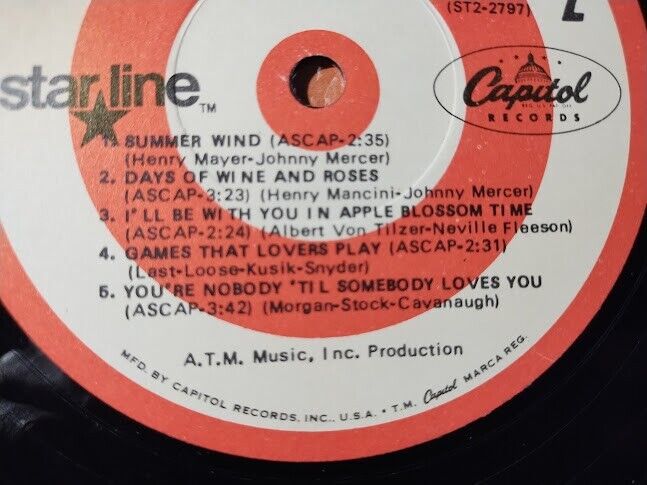 (ST2-2797)
2
starline™
Capitol
REG. U.S. PAT. OFF.
RECORDS
1. SUMMER WIND (ASCAP-2:35)
(Henry Mayer-Johnny Mercer)
2. DAYS OF WINE AND ROSES
(ASCAP-3:23) (Henry Mancini-Johnny Mercer)
3. I'LL BE WITH YOU IN APPLE BLOSSOM TIME
(ASCAP-2:24) (Albert Von Tilzer-Neville Fleeson)
4. GAMES THAT LOVERS PLAY (ASCAP-2:31)
(Last-Loose-Kusik-Snyder)
5. YOU'RE NOBODY 'TIL SOMEBODY LOVES YOU
(ASCAP-3:42) (Morgan-Stock-Cavanaugh)
A.T.M. Music, Inc. Production
MFD. BY CAPITOL RECORDS, INC., U.S.A. • T.M. Capitol MARCA REG.